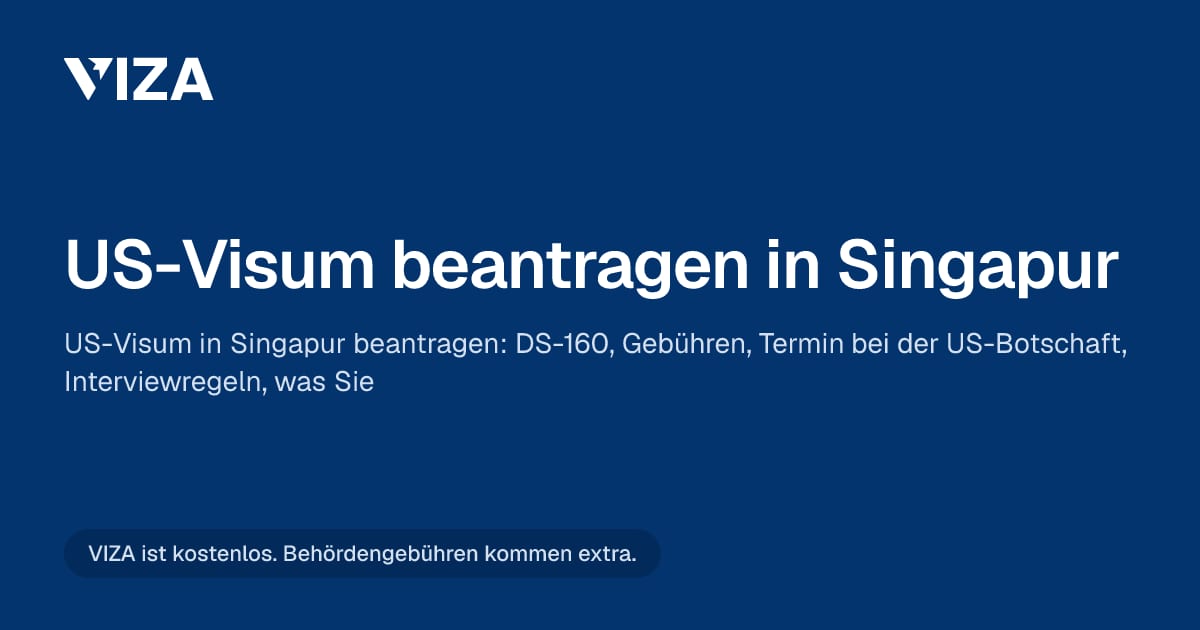 VIZA
US-Visum beantragen in Singapur
US-Visum in Singapur beantragen: DS-160, Gebühren, Termin bei der US-Botschaft,
Interviewregeln, was Sie
VIZA ist kostenlos. Behördengebühren kommen extra.